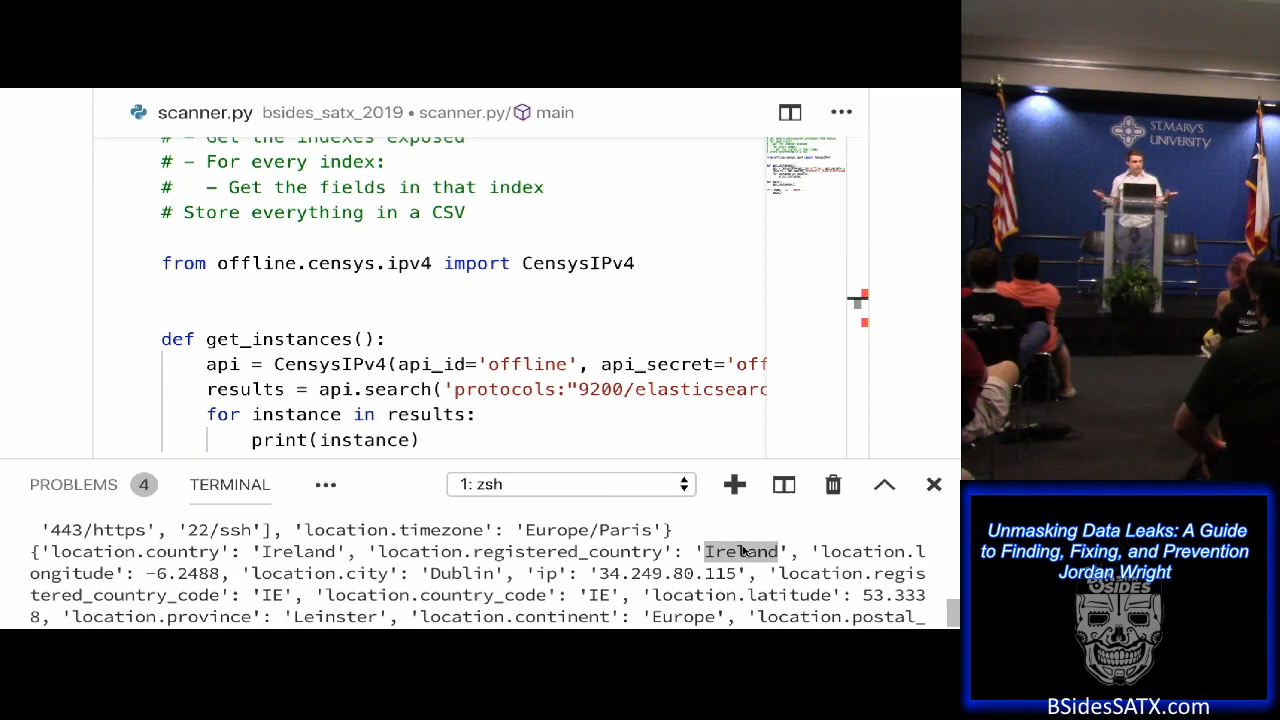 scanner.py bsides_satx_2019 • scanner.py/ main
# - Get the indexes exposed
# - For every index:
#   - Get the fields in that index
# Store everything in a CSV
from offline.censys.ipv4 import CensysIPv4
def get_instances():
api = CensysIPv4(api_id='offline', api_secret='off
results = api.search('protocols:"9200/elasticsearc
for instance in results:
print(instance)
PROBLEMS 4 TERMINAL ••• 1: zsh
'443/https', '22/ssh'], 'location.timezone': 'Europe/Paris'}
{'location.country': 'Ireland', 'location.registered_country': 'Ireland', 'location.l
ongitude': -6.2488, 'location.city': 'Dublin', 'ip': '34.249.80.115', 'location.regis
tered_country_code': 'IE', 'location.country_code': 'IE', 'location.latitude': 53.333
8, 'location.province': 'Leinster', 'location.continent': 'Europe', 'location.postal_
ST. MARY'S
UNIVERSITY
Unmasking Data Leaks: A Guide
to Finding, Fixing, and Prevention
Jordan Wright
BSIDES
BSidesSATX.com